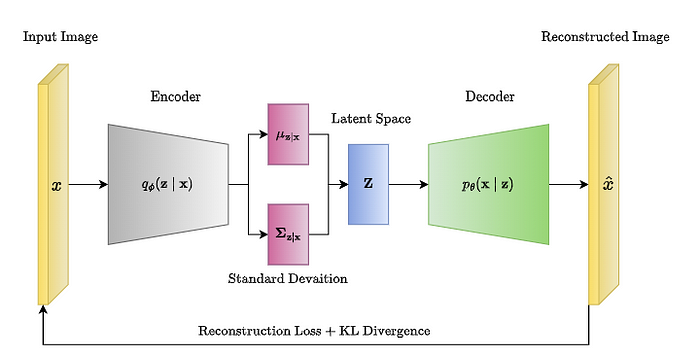 Input Image
Reconstructed Image
Encoder
Decoder
Latent Space
μ_{z|x}
x
q_ϕ(z | x)
z
p_θ(x | z)
x̂
Σ_{z|x}
Standard Devaition
Reconstruction Loss + KL Divergence